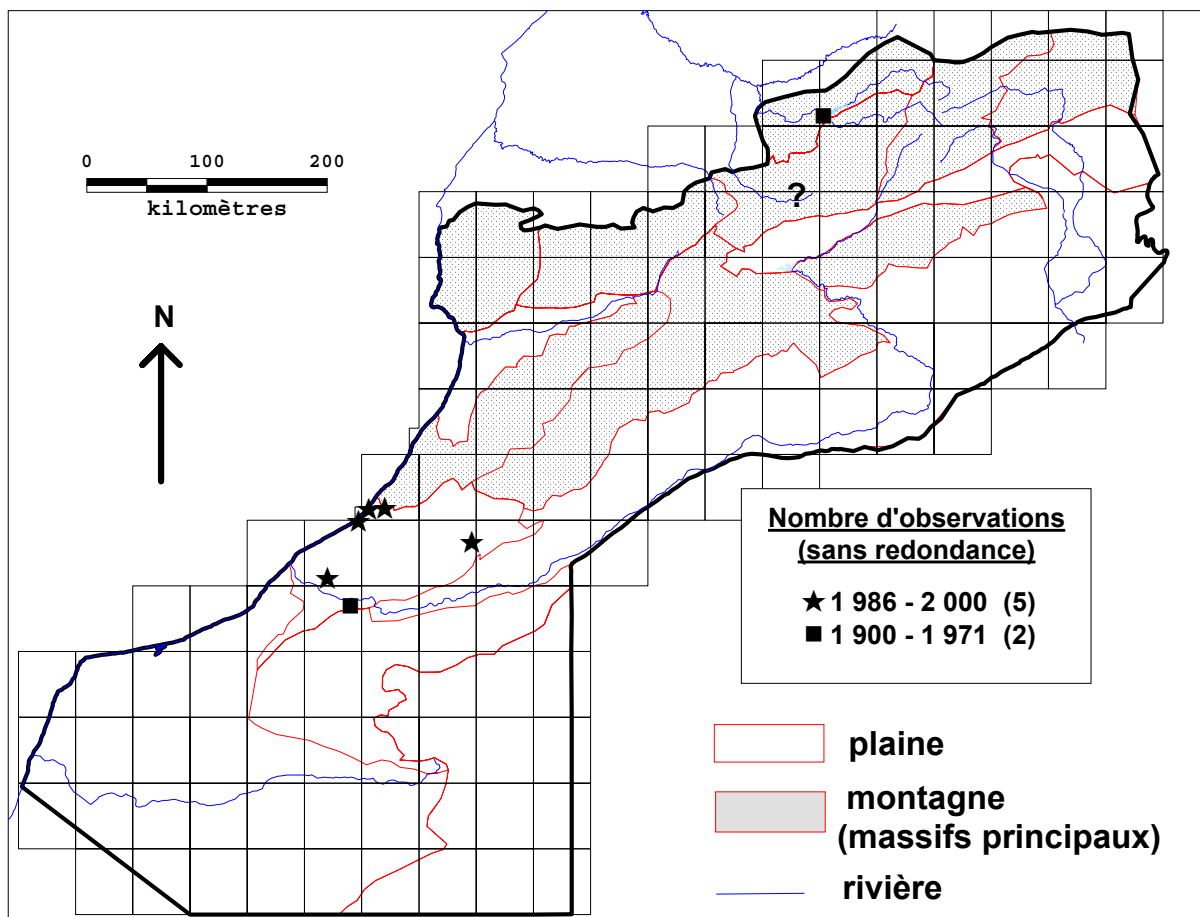 0 100 200
kilomètres
?
N
Nombre d'observations
(sans redondance)
★ 1 986 - 2 000 (5)
■ 1 900 - 1 971 (2)
plaine
montagne
(massifs principaux)
rivière